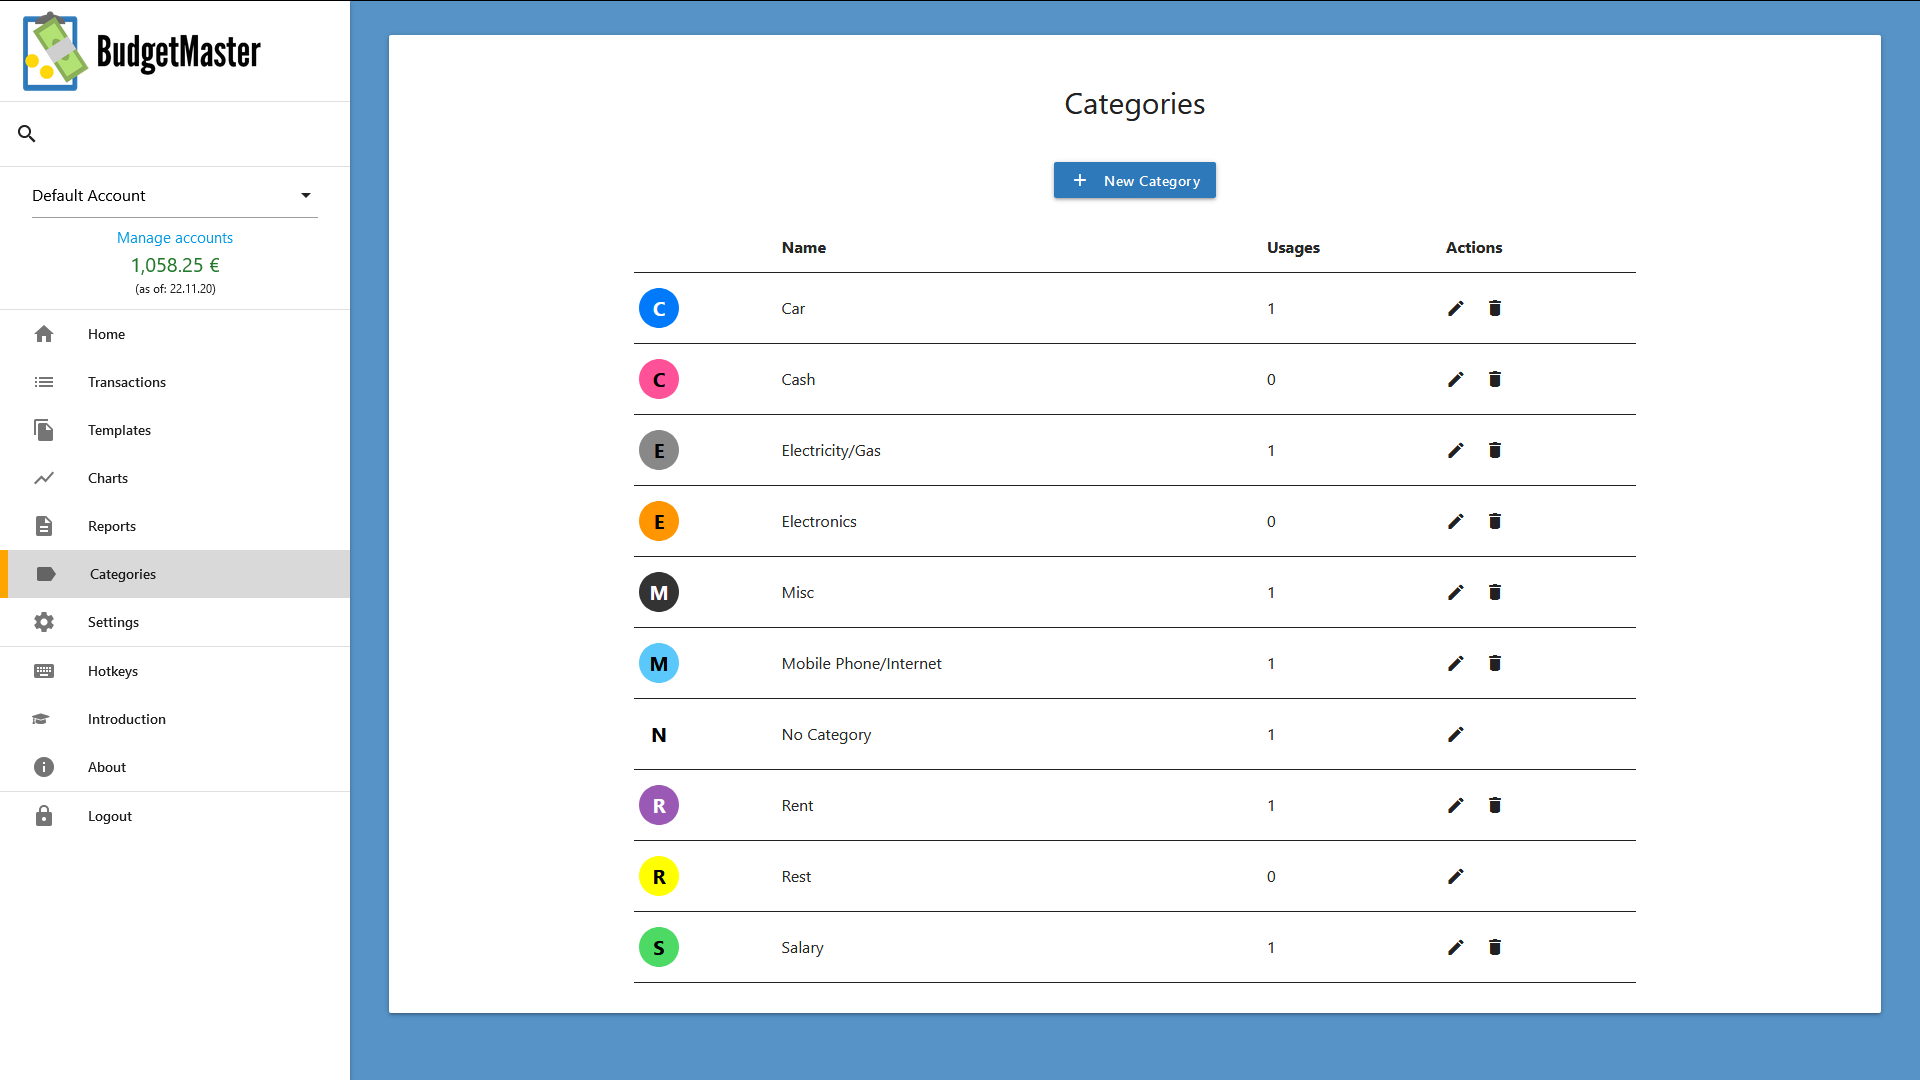 BudgetMaster
Default Account
Manage accounts
1,058.25 €
(as of: 22.11.20)
Home
Transactions
Templates
Charts
Reports
Categories
Settings
Hotkeys
Introduction
About
Logout
Categories
New Category
Name Usages Actions
C Car 1
C Cash 0
E Electricity/Gas 1
E Electronics 0
M Misc 1
M Mobile Phone/Internet 1
N No Category 1
R Rent 1
R Rest 0
S Salary 1